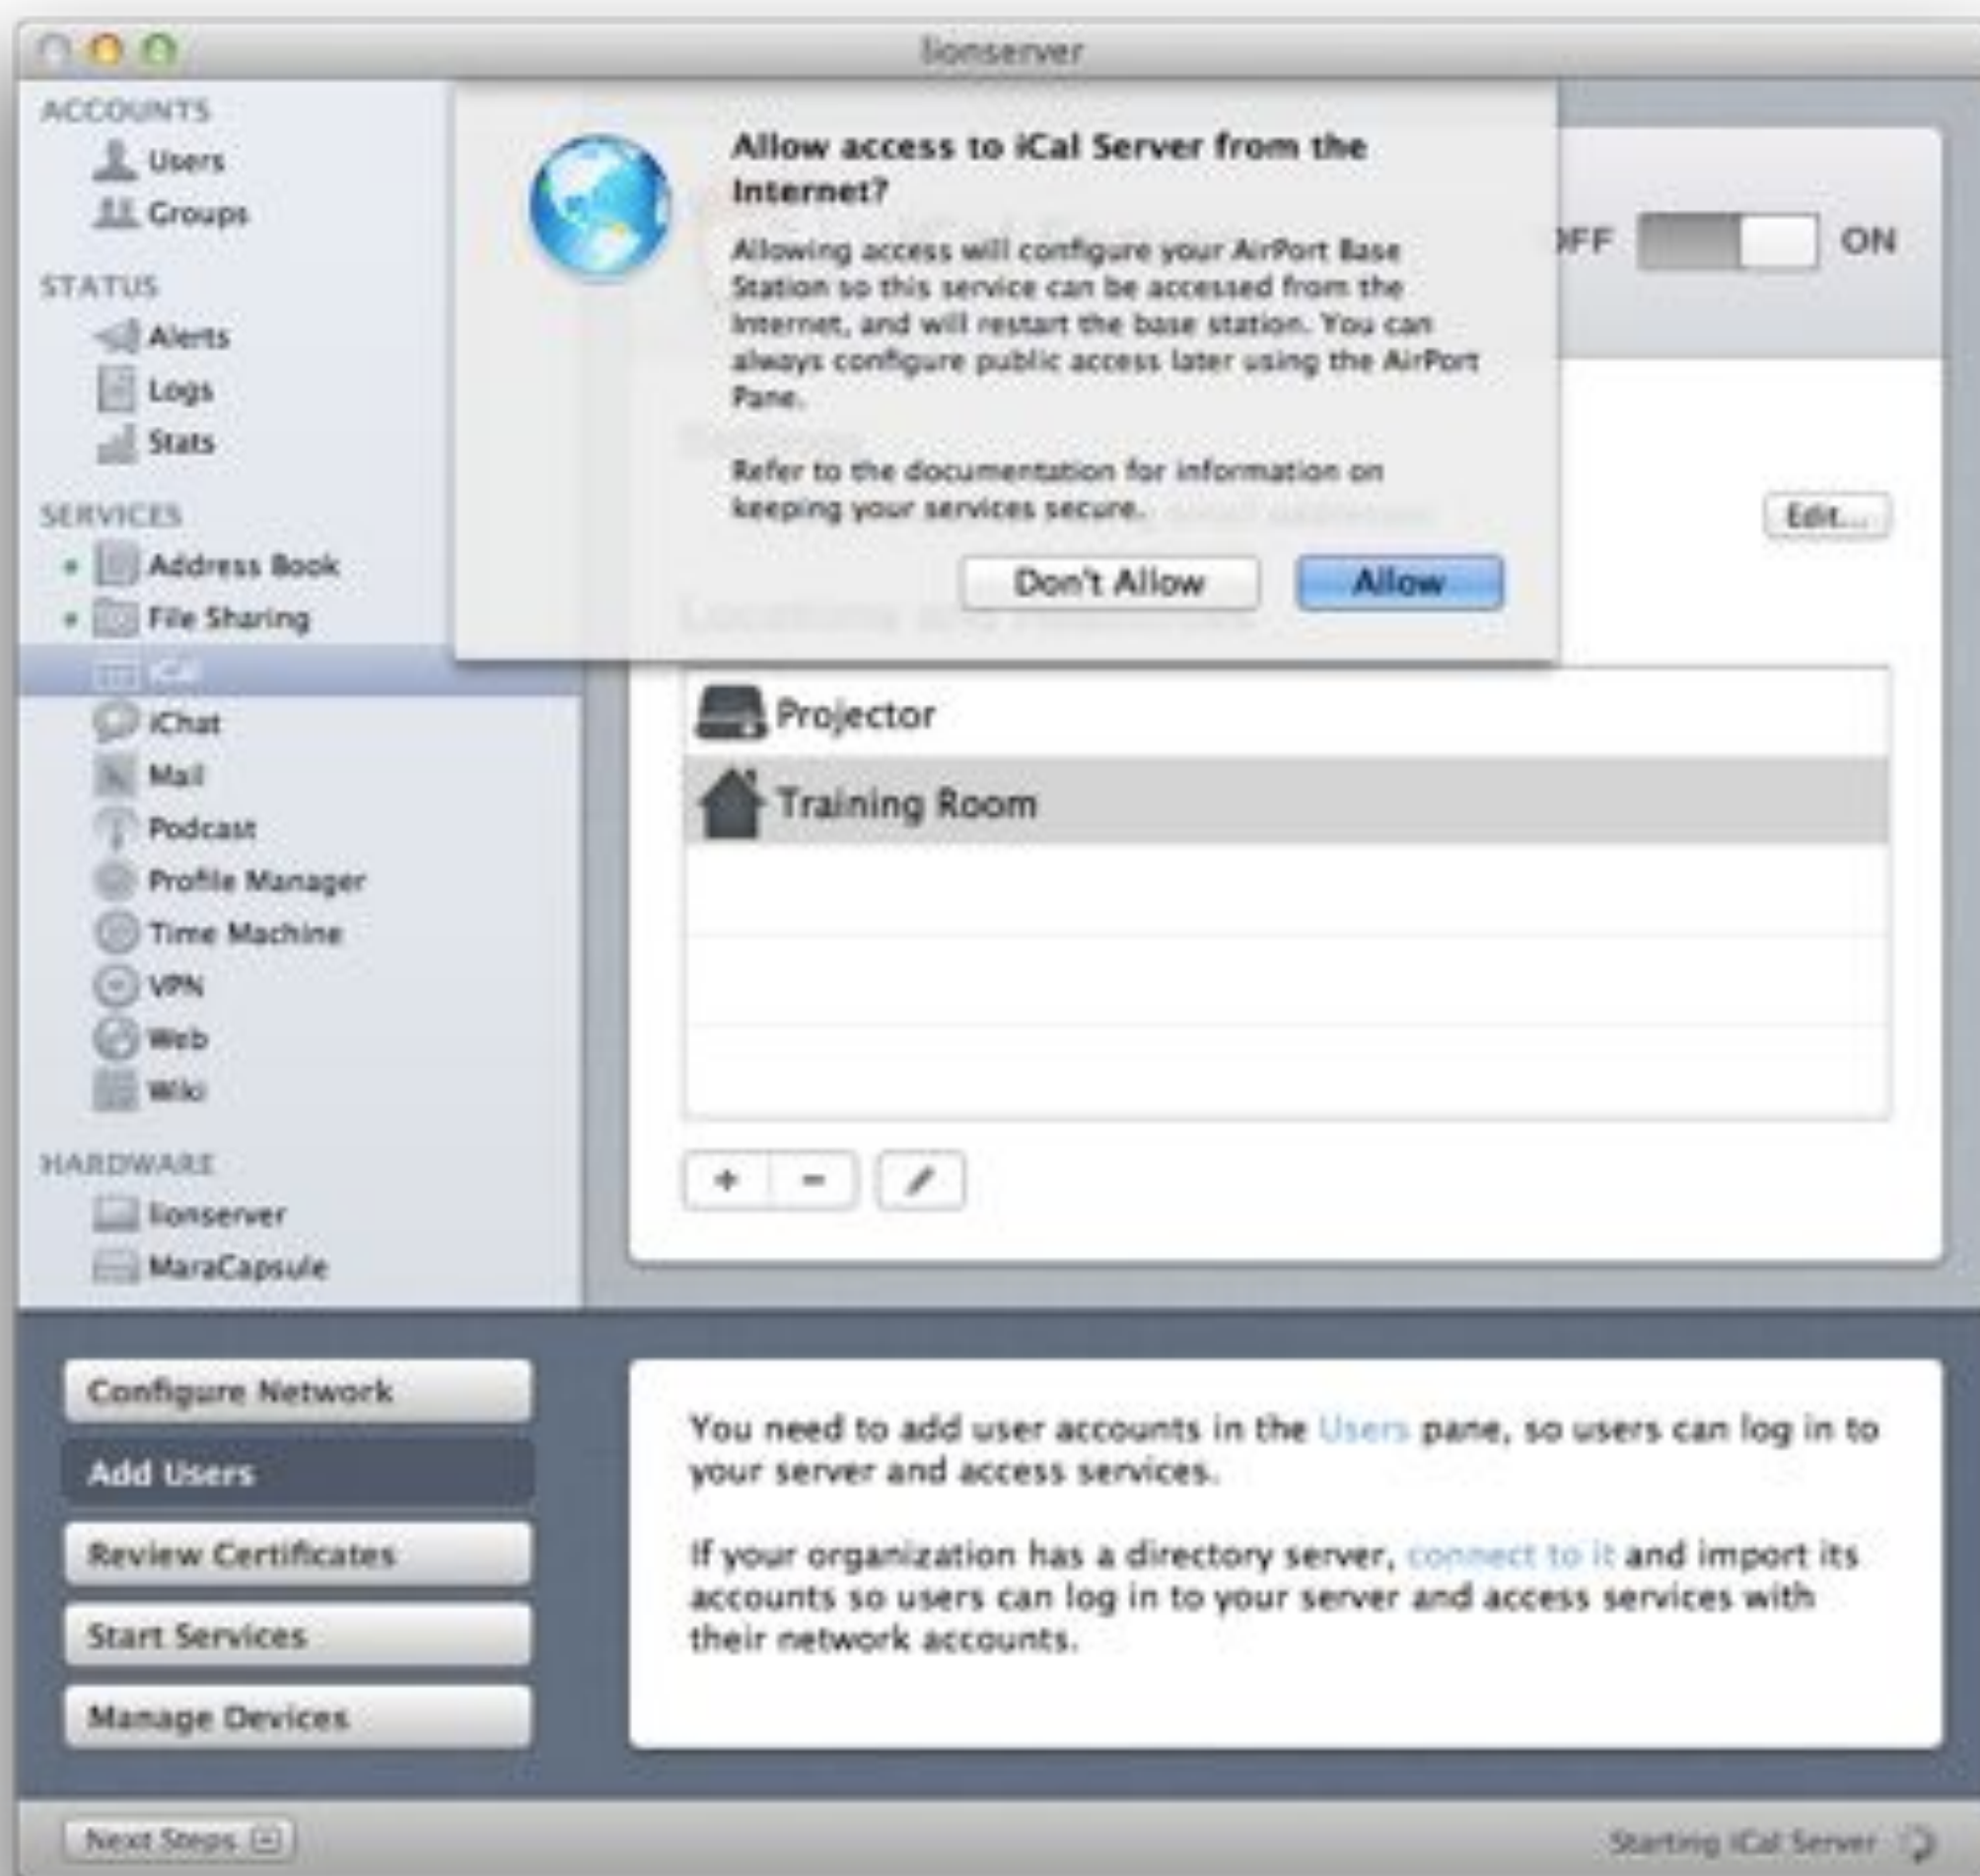 lionserver
ACCOUNTS
Users
Groups
STATUS
Alerts
Logs
Stats
SERVICES
Address Book
File Sharing
iCal
iChat
Mail
Podcast
Profile Manager
Time Machine
VPN
Web
Wiki
HARDWARE
lionserver
MaraCapsule
Allow access to iCal Server from the
Internet?
Allowing access will configure your AirPort Base
Station so this service can be accessed from the
Internet, and will restart the base station. You can
always configure public access later using the AirPort
Pane.
Refer to the documentation for information on
keeping your services secure.
Don't Allow
Allow
OFF ON
Edit...
Projector
Training Room
Configure Network
Add Users
Review Certificates
Start Services
Manage Devices
You need to add user accounts in the Users pane, so users can log in to
your server and access services.
If your organization has a directory server, connect to it and import its
accounts so users can log in to your server and access services with
their network accounts.
Next Steps
Starting iCal Server